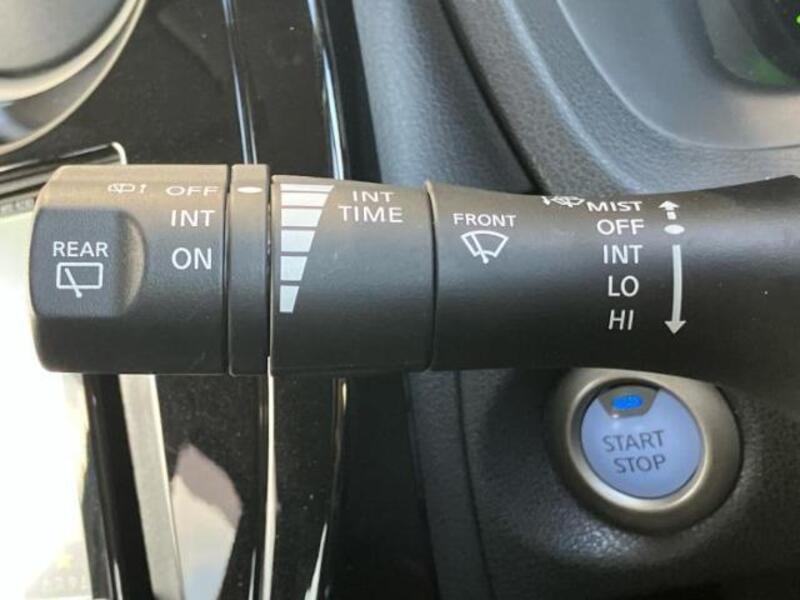 REAR
OFF
INT
ON
INT
TIME
FRONT
MIST
OFF
INT
LO
HI
START
STOP